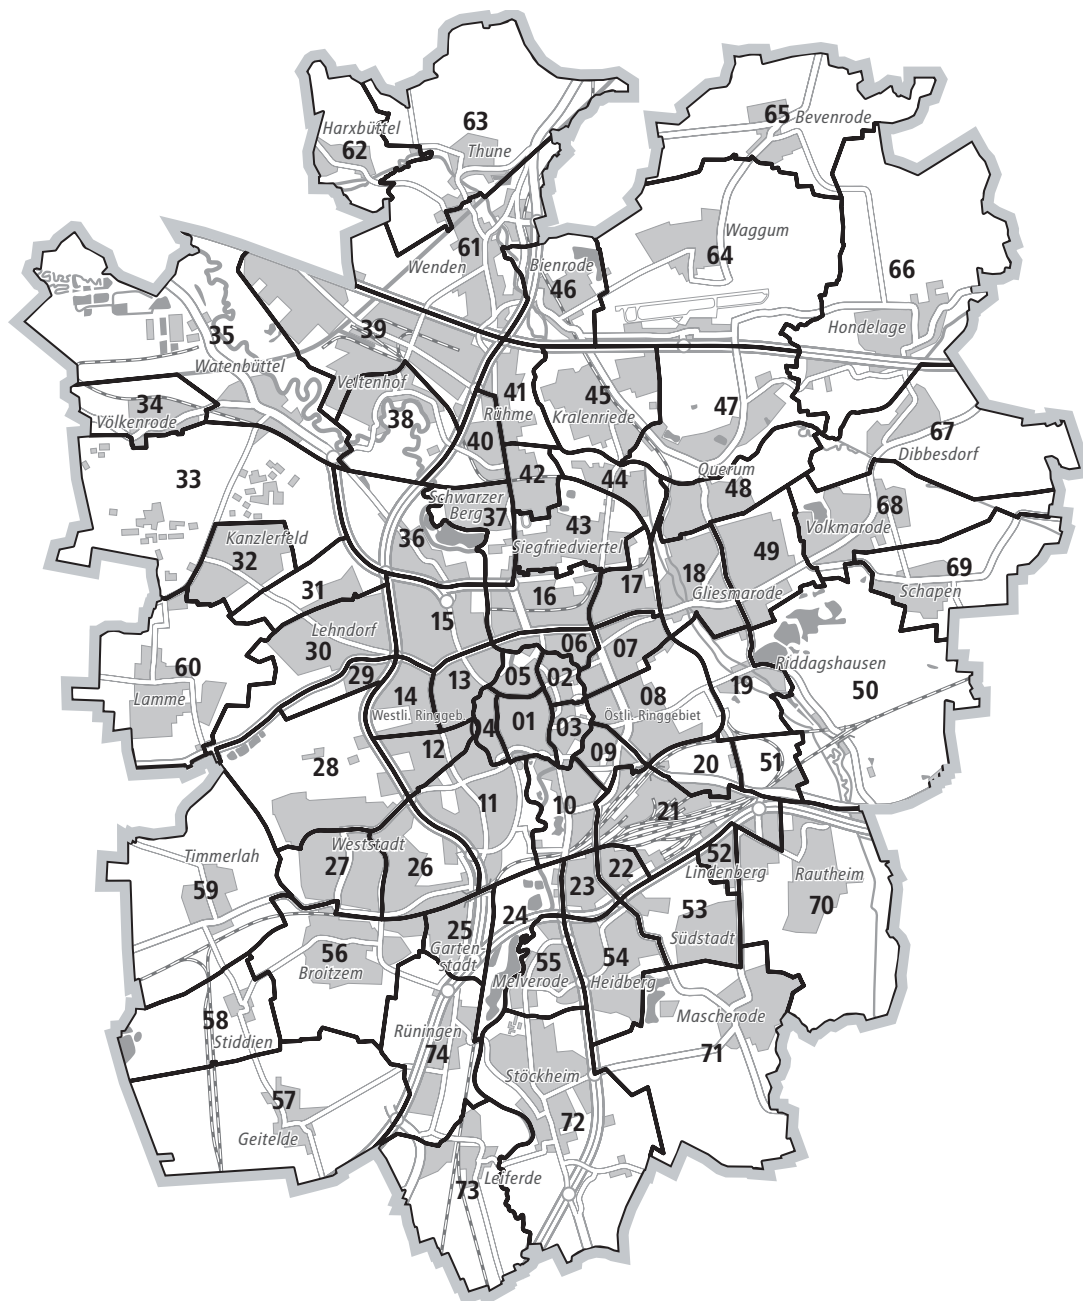 65 Bevenrode
63
Harxbüttel
62
Thune
Waggum
64
61
Wenden
Bienrode
46
66
Hondelage
35
39
Watenbüttel
Veltenhof
34
Völkenrode
38
41
Rühme
45
Kralenriede
47
67
Dibbesdorf
40
33
42
44
Querum
48
Schwarzer
Berg
37
68
Volkmarode
36
43
Siegfriedviertel
Kanzlerfeld
32
49
69
Schapen
31
16
17
18
Gliesmarode
15
Lehndorf
30
06
07
60
Lamme
29
13
05
02
Riddagshausen
50
19
14
Westli. Ringgeb.
08
Östli. Ringgebiet
04
01
03
12
09
28
20
51
11
10
21
Weststadt
27
26
Timmerlah
59
22
52
Lindenberg
Rautheim
70
23
24
53
Südstadt
25
Garten-
stadt
56
Broitzem
55
Melverode
54
Heidberg
58
Stiddien
Rüningen
74
Mascherode
71
Stöckheim
57
Geitelde
72
73
Leiferde